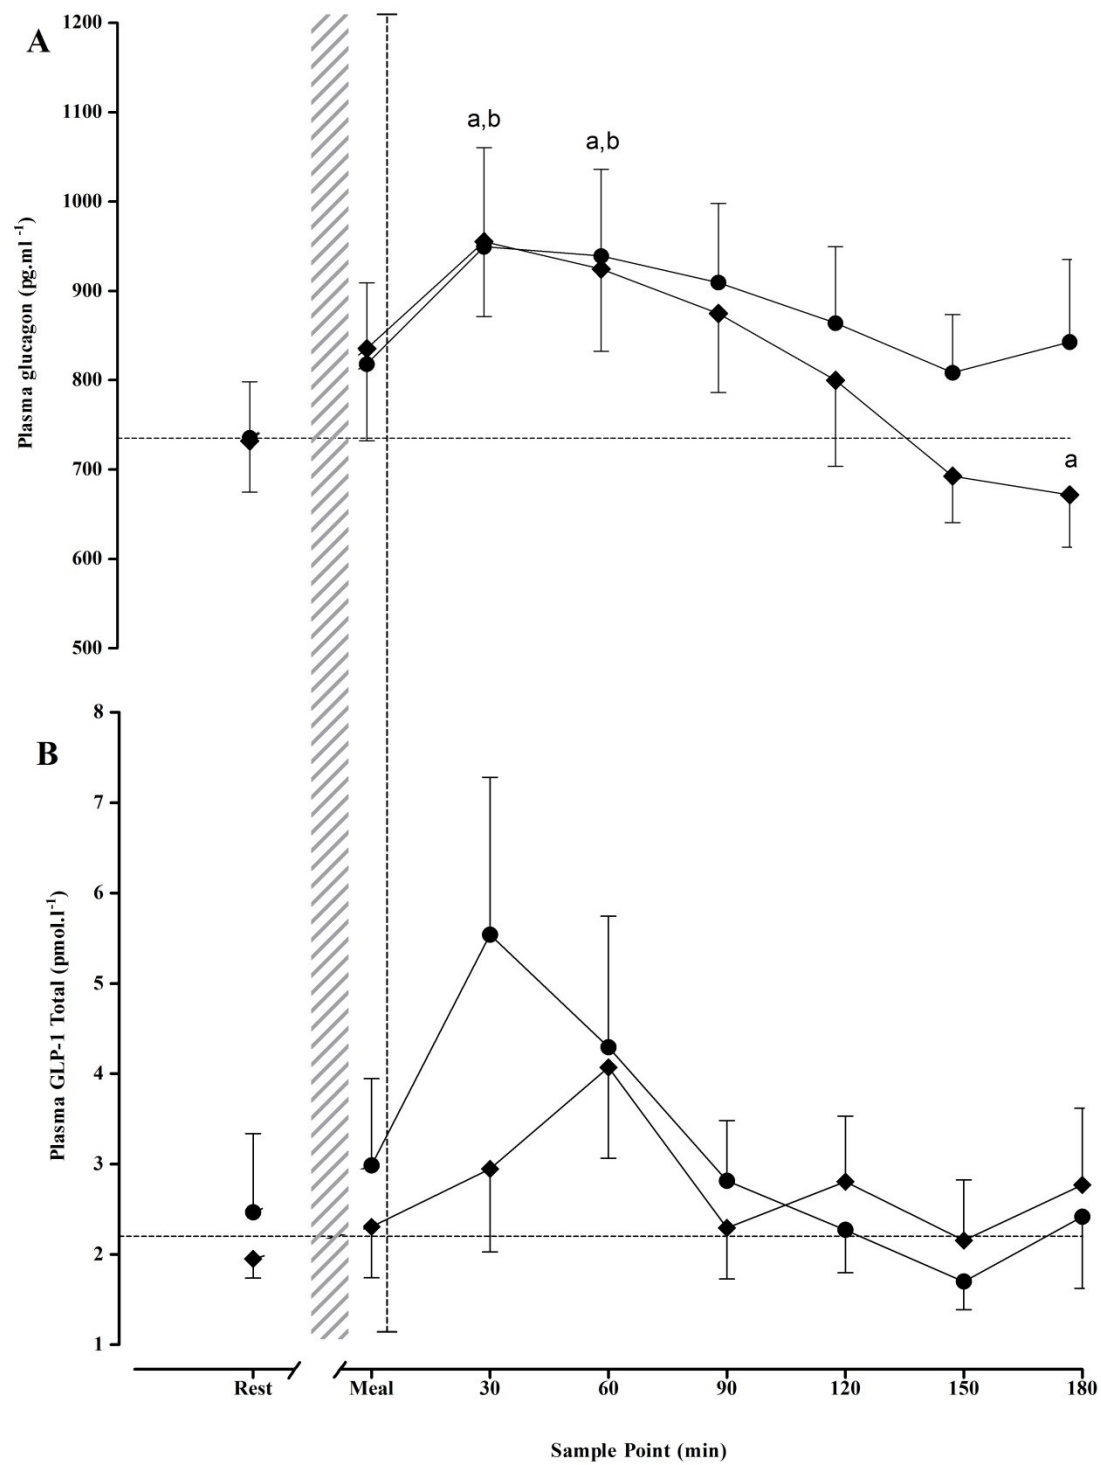 A
Plasma glucagon (pg.ml -1)
1200
1100
1000
900
800
700
600
500
a,b
a,b
a
B
Plasma GLP-1 Total (pmol.l-1)
8
7
6
5
4
3
2
1
Rest Meal 30 60 90 120 150 180
Sample Point (min)